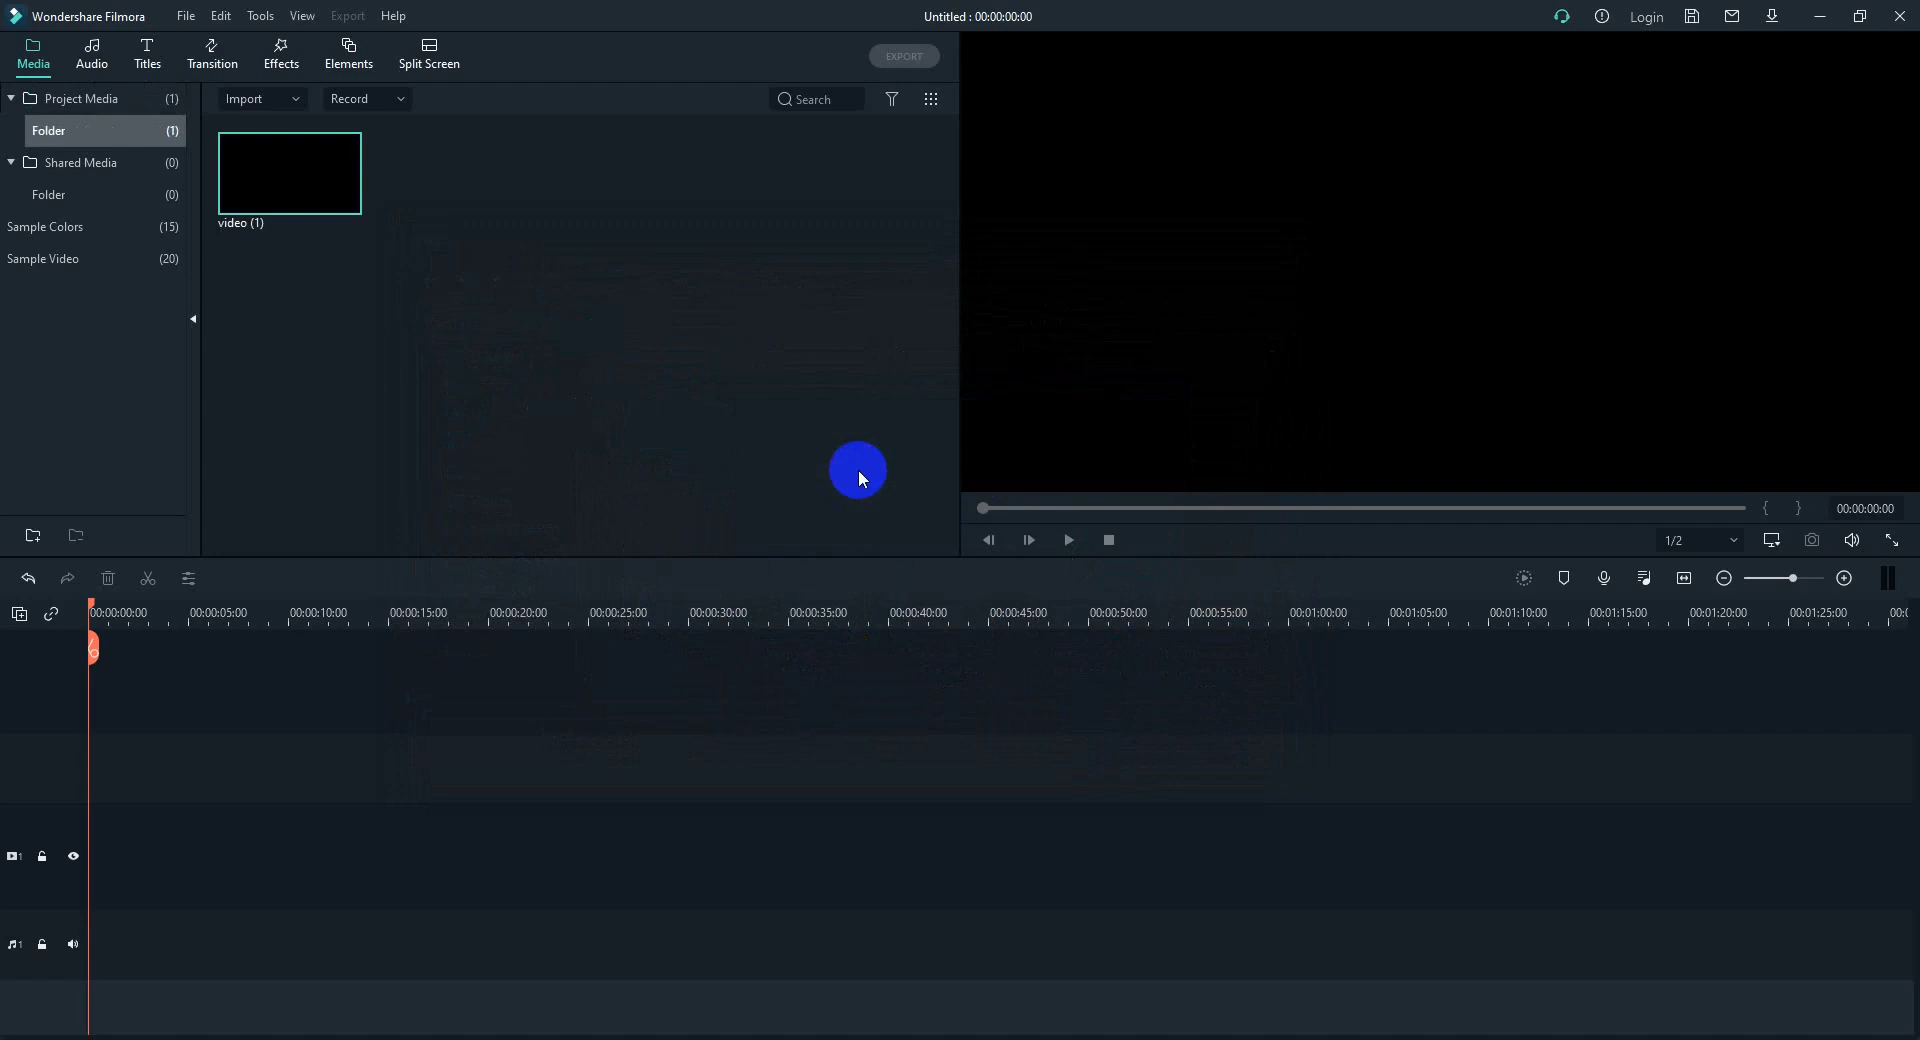 Wondershare Filmora File Edit Tools View Export Help Untitled : 00:00:00:00 Login
Media Audio Titles Transition Effects Elements Split Screen EXPORT
Project Media (1) Import Record Search
Folder (1)
Shared Media (0)
Folder (0)
video (1)
Sample Colors (15)
Sample Video (20)
{ } 00:00:00:00
1/2
00:00:00:00 00:00:05:00 00:00:10:00 00:00:15:00 00:00:20:00 00:00:25:00 00:00:30:00 00:00:35:00 00:00:40:00 00:00:45:00 00:00:50:00 00:00:55:00 00:01:00:00 00:01:05:00 00:01:10:00 00:01:15:00 00:01:20:00 00:01:25:00 00:0
1
1